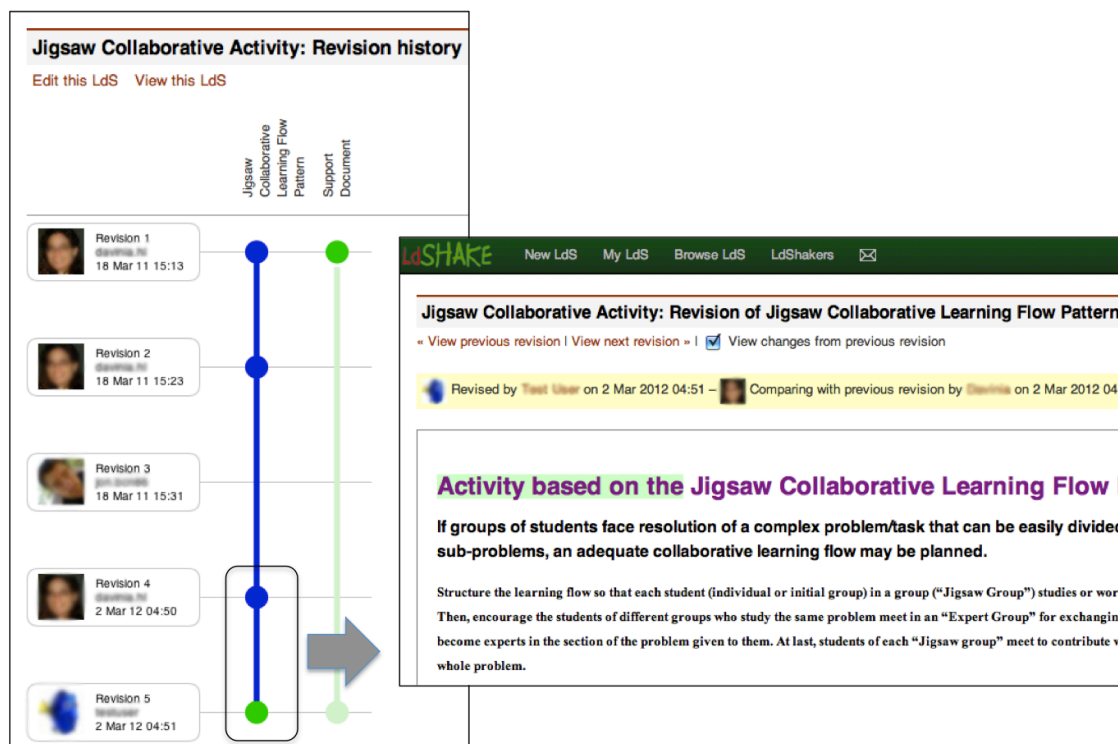 Jigsaw Collaborative Activity: Revision history
Edit this LdS View this LdS
Jigsaw
Collaborative
Learning Flow
Pattern
Support
Document
Revision 1
18 Mar 11 15:13
Revision 2
18 Mar 11 15:23
Revision 3
18 Mar 11 15:31
Revision 4
2 Mar 12 04:50
Revision 5
2 Mar 12 04:51
LdSHAKE New LdS My LdS Browse LdS LdShakers
Jigsaw Collaborative Activity: Revision of Jigsaw Collaborative Learning Flow Pattern
« View previous revision | View next revision » | View changes from previous revision
Revised by Test User on 2 Mar 2012 04:51 – Comparing with previous revision by Davinia on 2 Mar 2012 04
Activity based on the Jigsaw Collaborative Learning Flow
If groups of students face resolution of a complex problem/task that can be easily divided
sub-problems, an adequate collaborative learning flow may be planned.
Structure the learning flow so that each student (individual or initial group) in a group (“Jigsaw Group”) studies or wor
Then, encourage the students of different groups who study the same problem meet in an “Expert Group” for exchangin
become experts in the section of the problem given to them. At last, students of each “Jigsaw group” meet to contribute
whole problem.